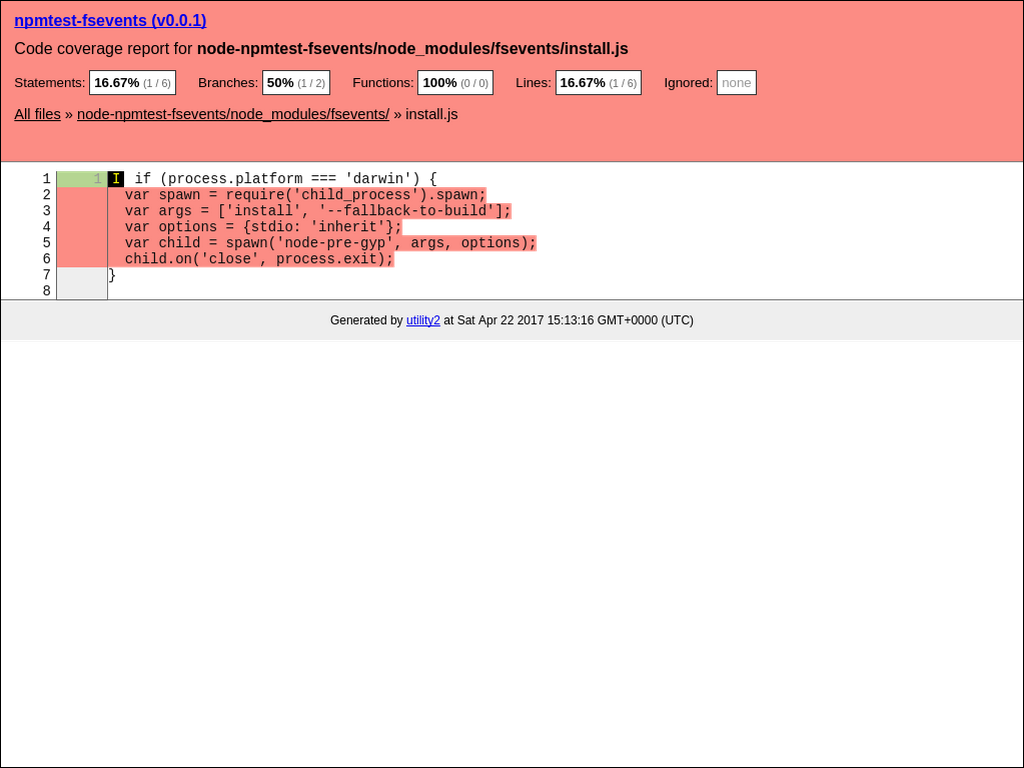 npmtest-fsevents (v0.0.1)
Code coverage report for node-npmtest-fsevents/node_modules/fsevents/install.js
Statements: 16.67% (1 / 6) Branches: 50% (1 / 2) Functions: 100% (0 / 0) Lines: 16.67% (1 / 6) Ignored: none
All files » node-npmtest-fsevents/node_modules/fsevents/ » install.js
1 1 I if (process.platform === 'darwin') {
2 var spawn = require('child_process').spawn;
3 var args = ['install', '--fallback-to-build'];
4 var options = {stdio: 'inherit'};
5 var child = spawn('node-pre-gyp', args, options);
6 child.on('close', process.exit);
7 }
8
Generated by utility2 at Sat Apr 22 2017 15:13:16 GMT+0000 (UTC)